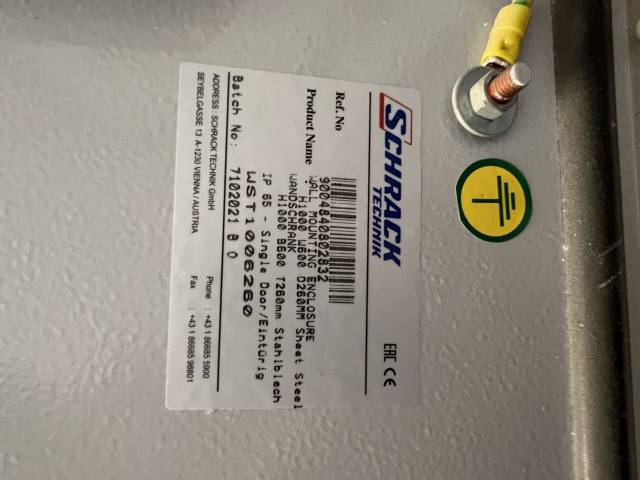 SCHRACK
TECHNIK
EAC CE
Ref. No
9004840802832
Product Name :
WALL MOUNTING ENCLOSURE
H1000 W600 D260MM Sheet Steel
WANDSCHRANK
H1000 B600 T260mm Stahlblech
IP 65 - Single Door/Eintürig
WST1006260
Batch No: 7102021 B 0
ADDRESS : SCHRACK TECHNIK GmbH
SEYBELGASSE 13 A-1230 VIENNA / AUSTRIA
Phone : +43 1 86685 5900
Fax : +43 1 86685 98801